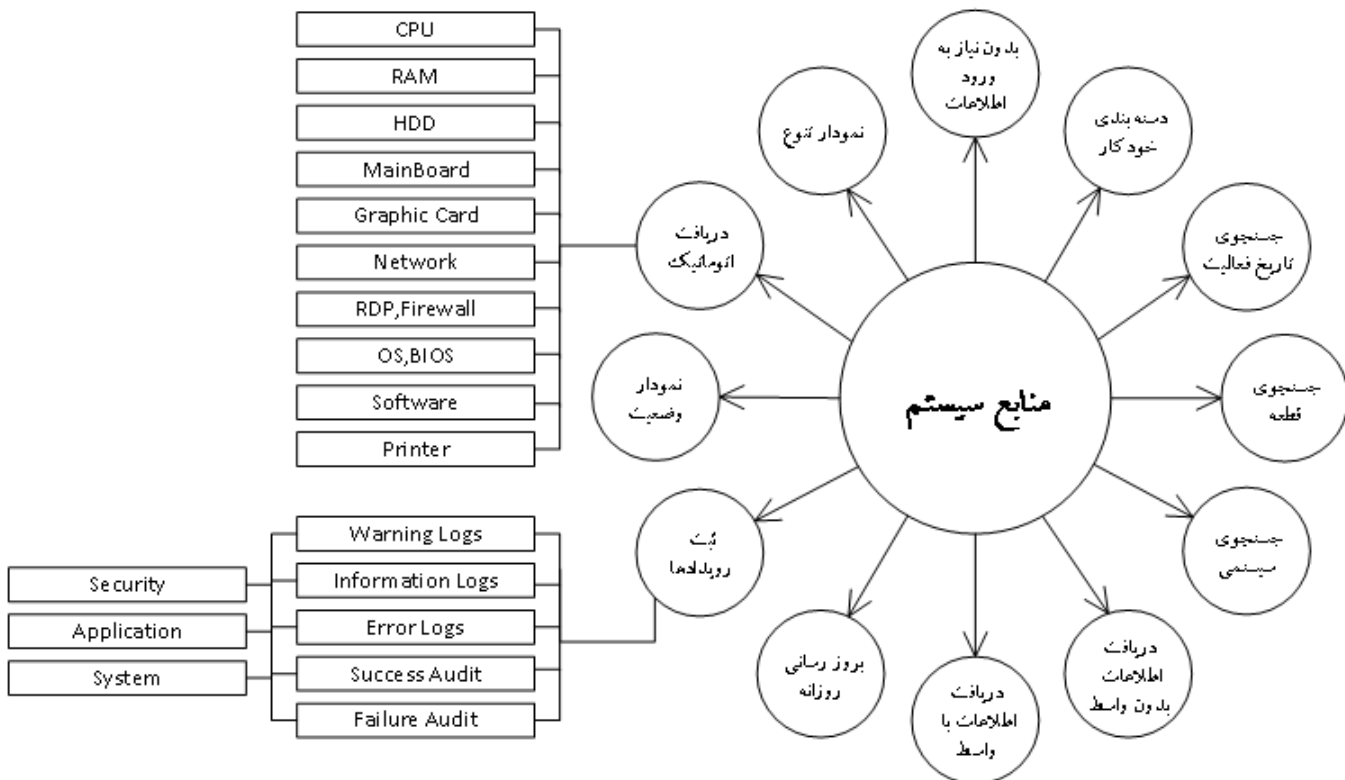 CPU
RAM
HDD
MainBoard
Graphic Card
Network
RDP,Firewall
OS,BIOS
Software
Printer
Warning Logs
Information Logs
Error Logs
Success Audit
Failure Audit
Security
Application
System
منابع سیستم
بدون نیاز به
ورود
اطلاعات
دسته‌بندی
خودکار
جستجوی
تاریخ فعالیت
جستجوی
قطعه
جستجوی
سیستمی
دریافت
اطلاعات
بدون واسط
دریافت
اطلاعات با
واسط
بروز رسانی
روزانه
ثبت
رویدادها
نمودار
وضعیت
دریافت
اتوماتیک
نمودار تنوع